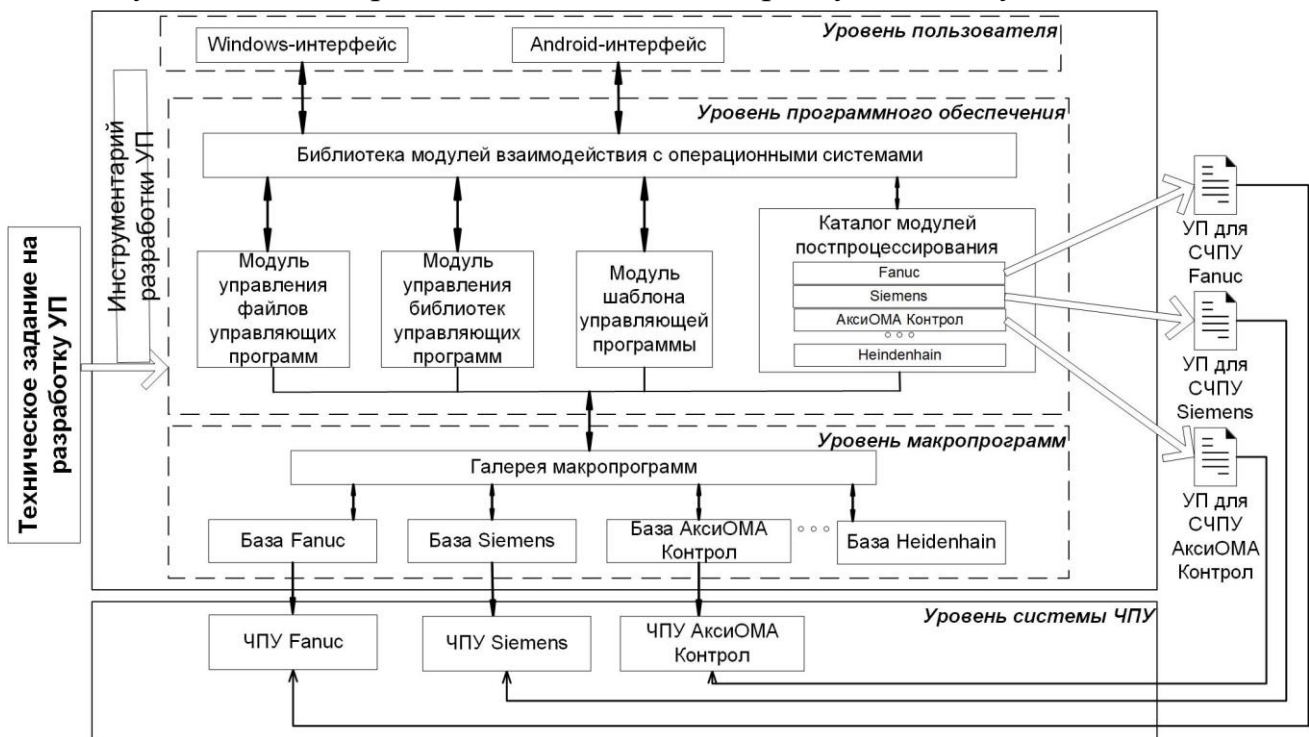 Уровень пользователя
Windows-интерфейс
Android-интерфейс
Инструментарий
разработки УП
Уровень программного обеспечения
Библиотека модулей взаимодействия с операционными системами
Техническое задание на
разработку УП
Модуль
управления
файлов
управляющих
программ
Модуль
управления
библиотек
управляющих
программ
Модуль
шаблона
управляющей
программы
Каталог модулей
постпроцессирования
Fanuc
Siemens
АксиОМА Контрол
Heindenhain
УП для
СЧПУ
Fanuc
УП для
СЧПУ
Siemens
УП для
СЧПУ
АксиОМА
Контрол
Уровень макропрограмм
Галерея макропрограмм
База Fanuc
База Siemens
База АксиОМА
Контрол
База Heidenhain
Уровень системы ЧПУ
ЧПУ Fanuc
ЧПУ Siemens
ЧПУ АксиОМА
Контрол